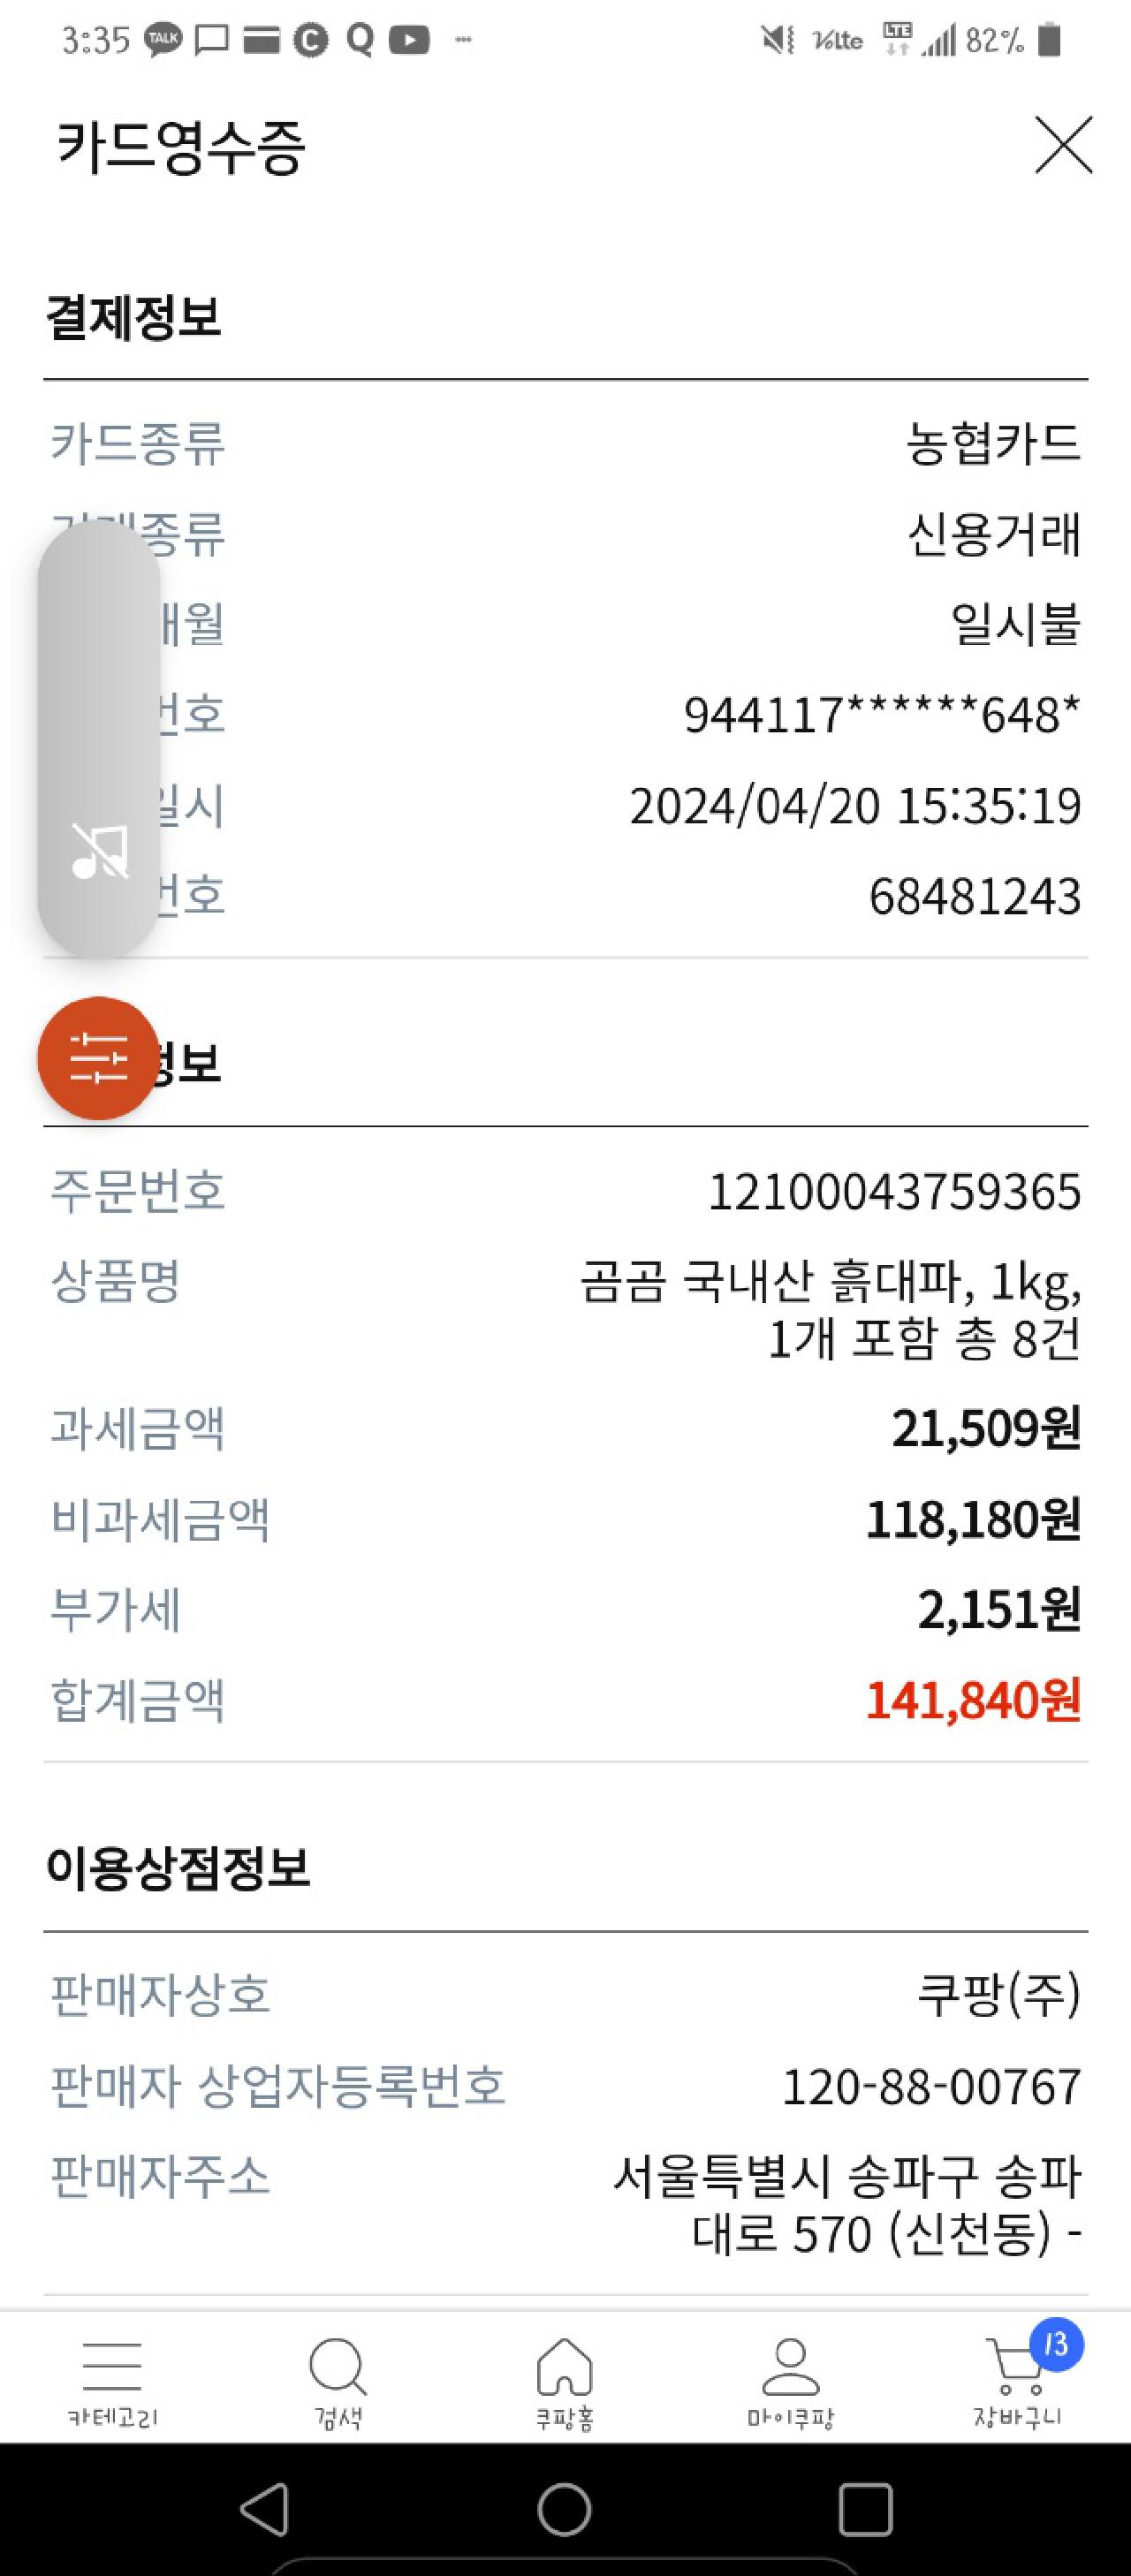 3:35 TALK C Q VoLTE LTE 82%
카드영수증
결제정보
카드종류 농협카드
종류 신용거래
개월 일시불
번호 944117******648*
일시 2024/04/20 15:35:19
번호 68481243
정보
주문번호 12100043759365
상품명 곰곰 국내산 흙대파, 1kg,
1개 포함 총 8건
과세금액 21,509원
비과세금액 118,180원
부가세 2,151원
합계금액 141,840원
이용상점정보
판매자상호 쿠팡(주)
판매자 상업자등록번호 120-88-00767
판매자주소 서울특별시 송파구 송파
대로 570 (신천동) -
13
카테고리 검색 쿠팡홈 마이쿠팡 장바구니